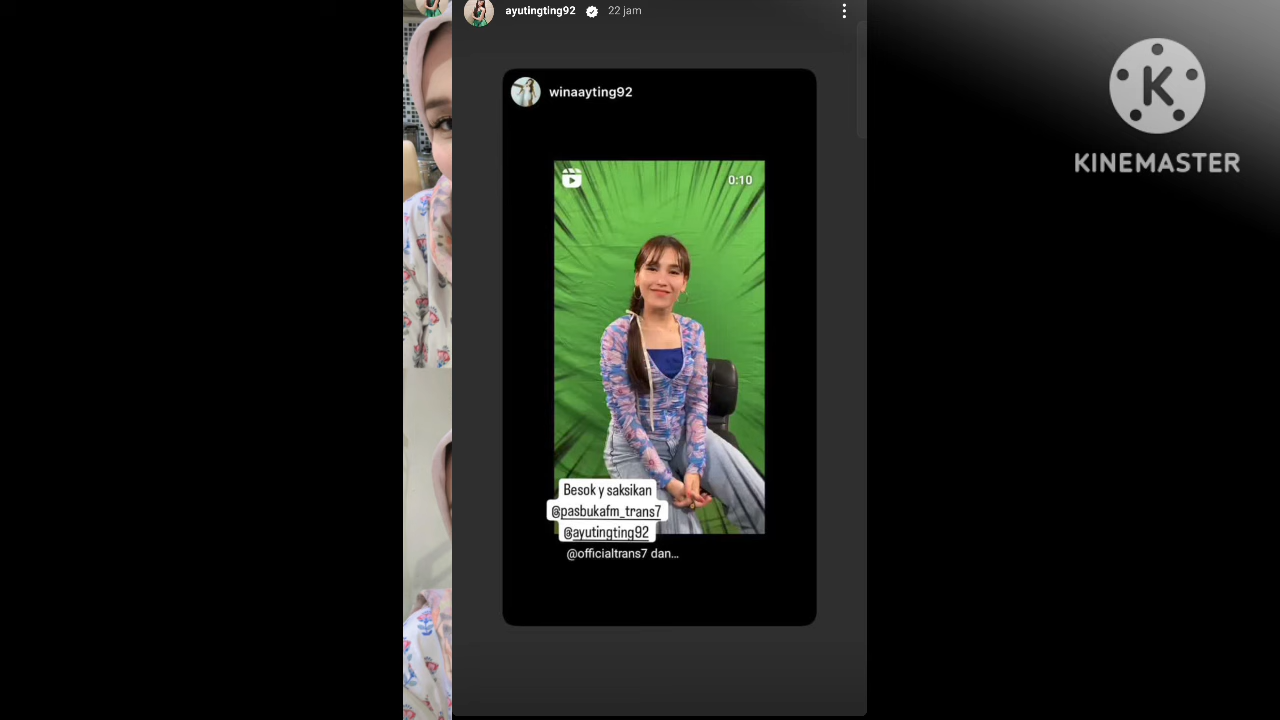 ayutingting92 22 jam
winaayting92
0:10
Besok y saksikan
@pasbukafm_trans7
@ayutingting92
@officialtrans7 dan...
K
KINEMASTER